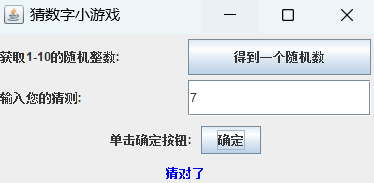 猜数字小游戏
获取1-10的随机整数: 得到一个随机数
输入您的猜测: 7
单击确定按钮: 确定
猜对了